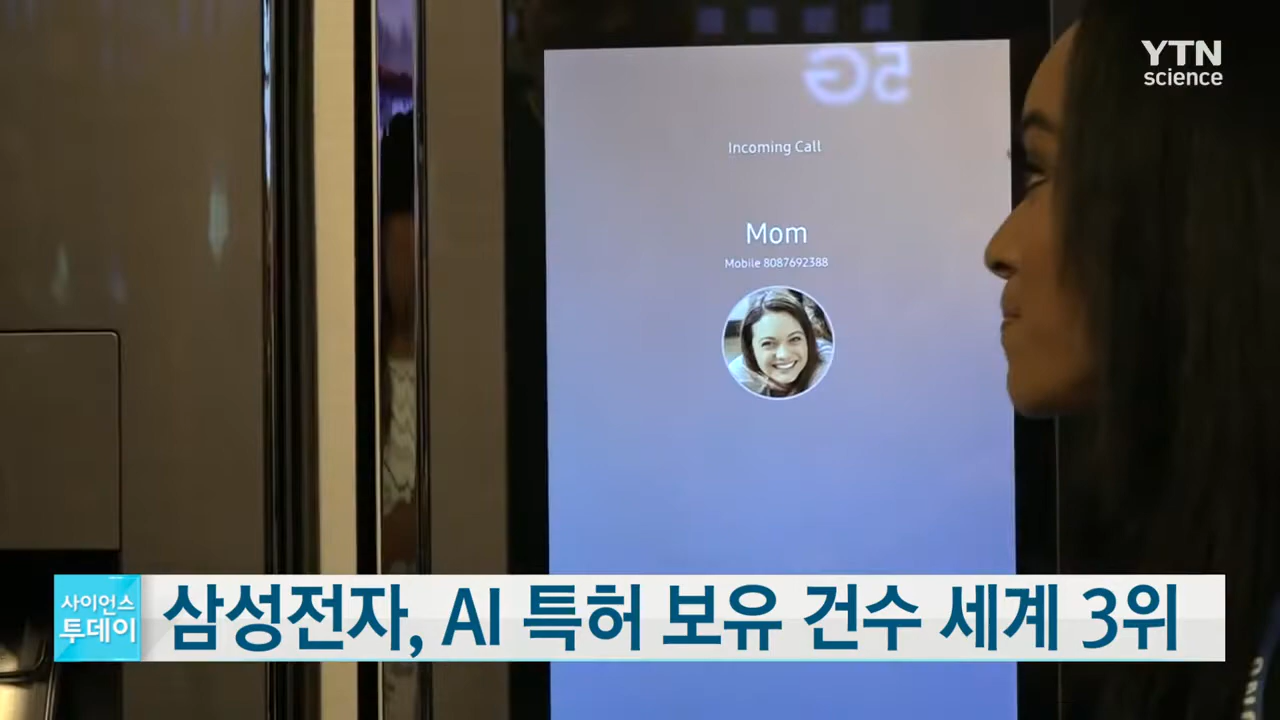 YTN
science
5G
Incoming Call
Mom
Mobile 8087692388
사이언스
투데이
삼성전자, AI 특허 보유 건수 세계 3위